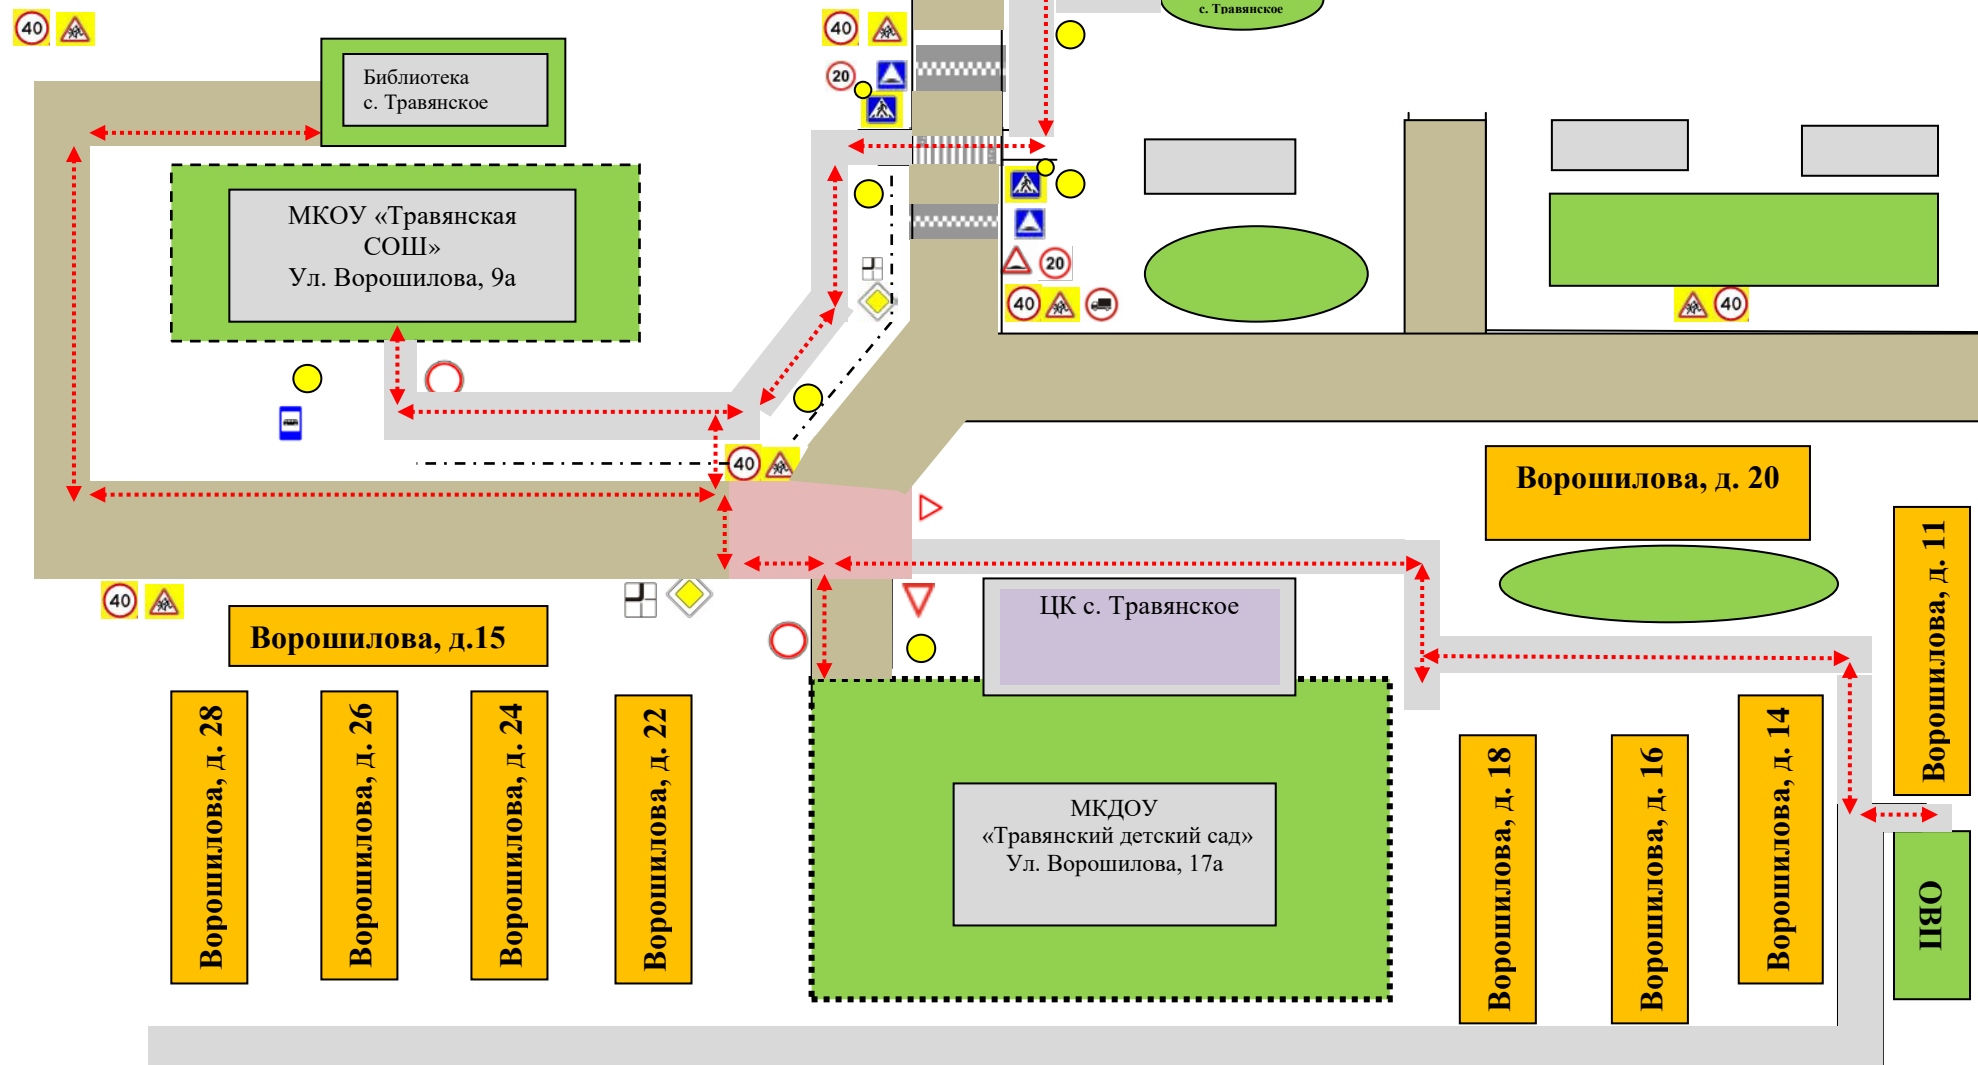 с. Травянское
40
40
20
Библиотека
с. Травянское
МКОУ «Травянская
СОШ»
Ул. Ворошилова, 9а
20
40
40
40
Ворошилова, д. 20
Ворошилова, д. 11
40
ЦК с. Травянское
Ворошилова, д.15
Ворошилова, д. 28
Ворошилова, д. 26
Ворошилова, д. 24
Ворошилова, д. 22
МКДОУ
«Травянский детский сад»
Ул. Ворошилова, 17а
Ворошилова, д. 18
Ворошилова, д. 16
Ворошилова, д. 14
ОВП